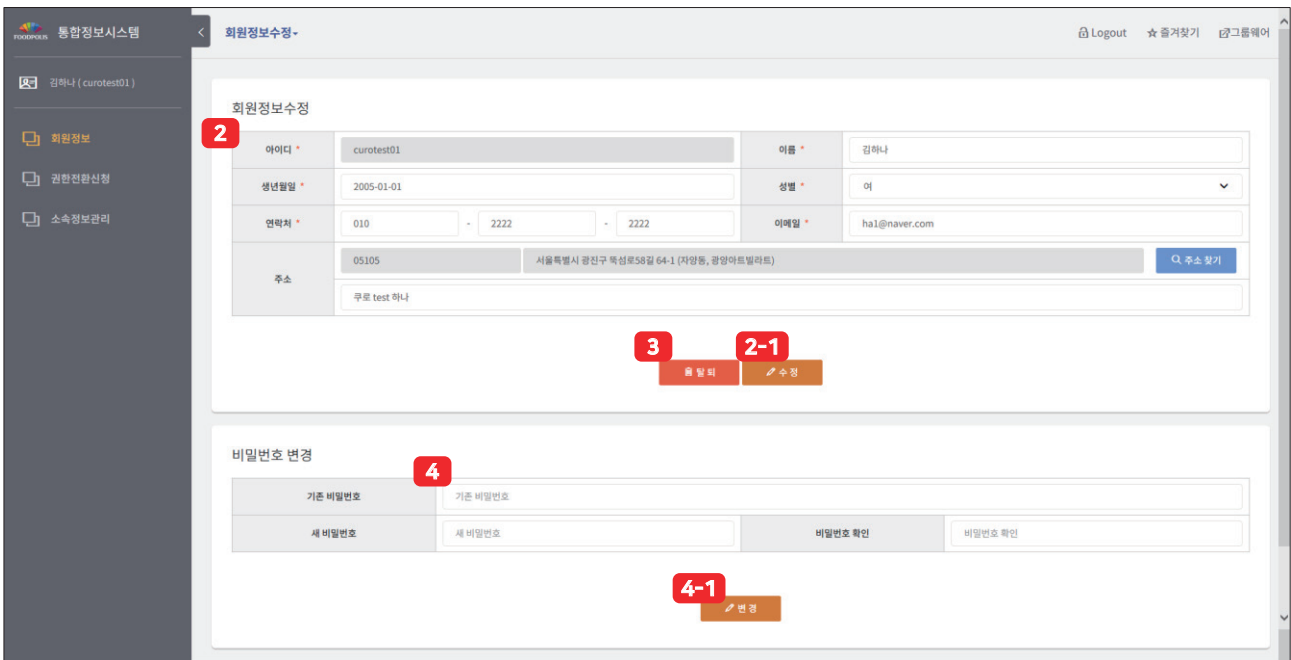 FOODPOLIS 통합정보시스템
회원정보수정
Logout 즐겨찾기 그룹웨어
김하나 ( curotest01 )
회원정보
권한전환신청
소속정보관리
회원정보수정
2
아이디 * curotest01 이름 * 김하나
생년월일 * 2005-01-01 성별 * 여
연락처 * 010 - 2222 - 2222 이메일 * ha1@naver.com
주소 05105 서울특별시 광진구 뚝섬로58길 64-1 (자양동, 광양아트빌라트) 주소 찾기
쿠로 test 하나
3 2-1
탈퇴 수정
비밀번호 변경
4
기존 비밀번호 기존 비밀번호
새 비밀번호 새 비밀번호 비밀번호 확인 비밀번호 확인
4-1
변경